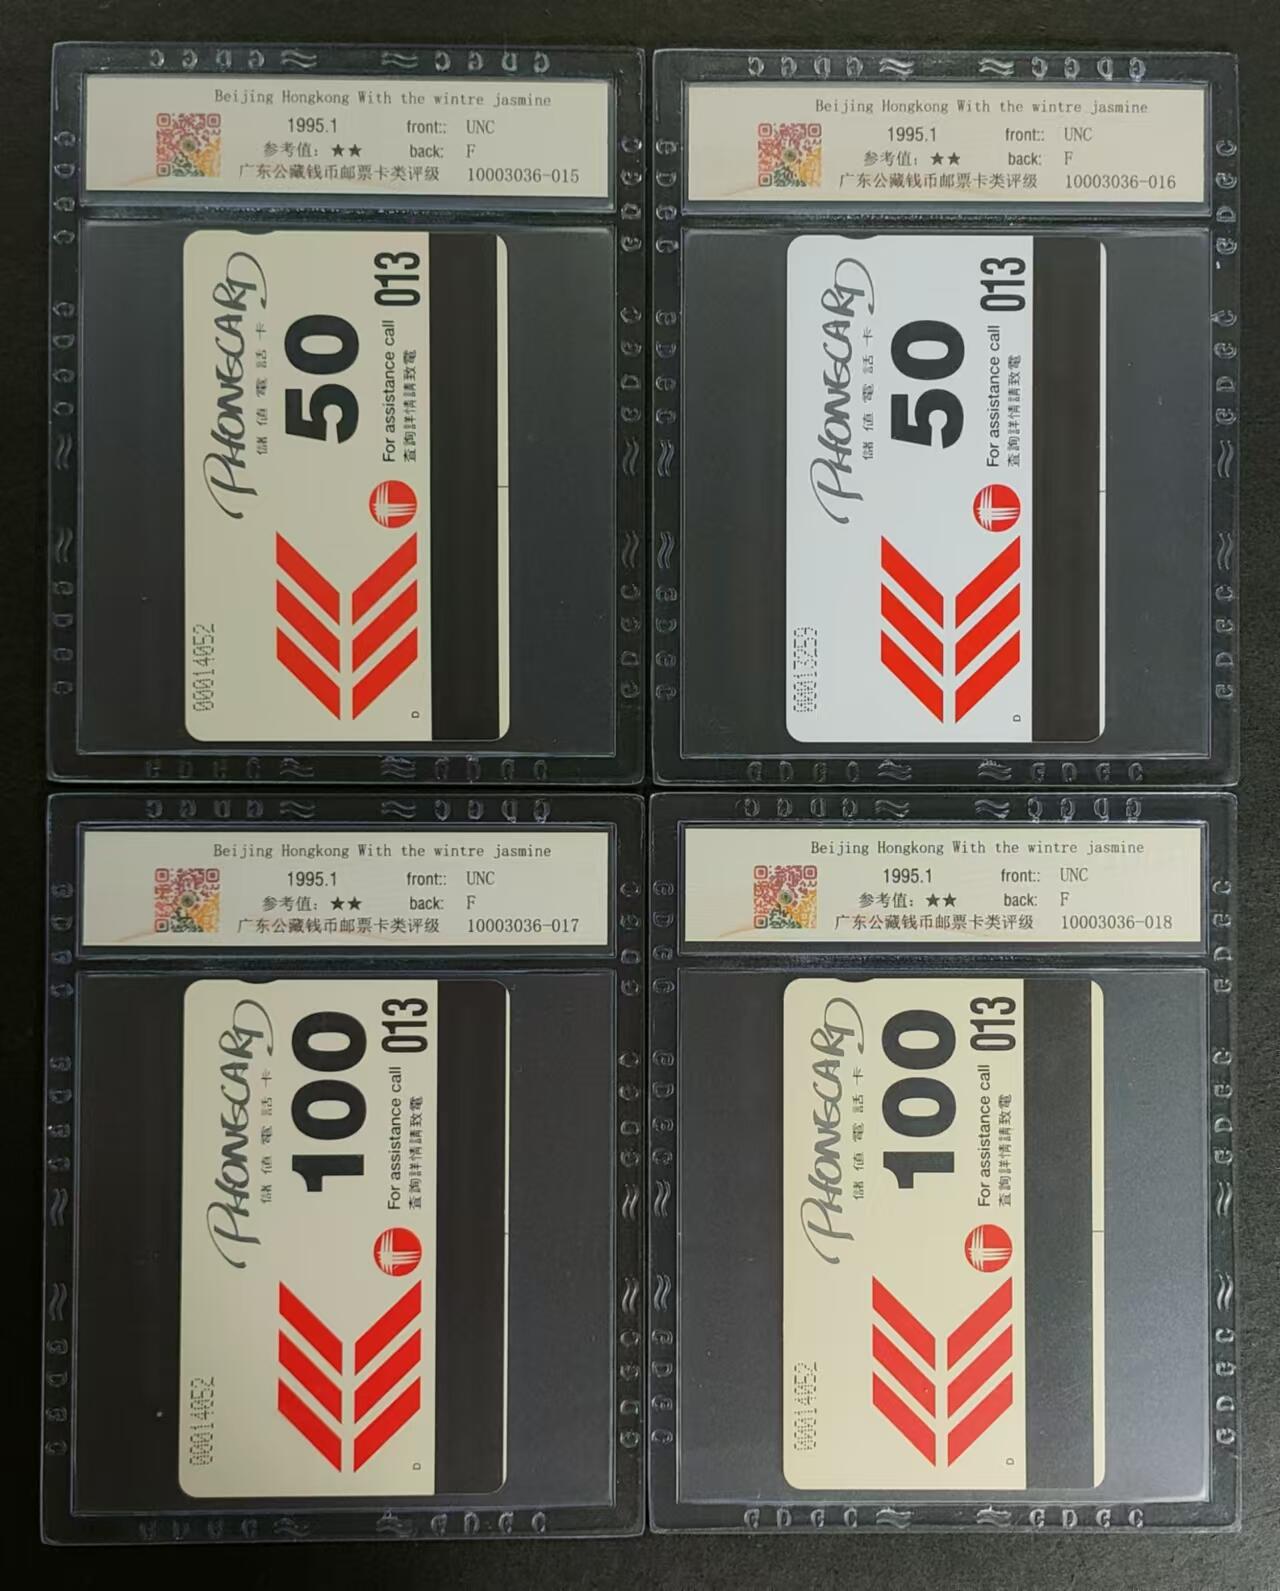 Beijing Hongkong With the wintre jasmine
1995.1 front:: UNC
参考值：★★ back: F
广东公藏钱币邮票卡类评级 10003036-015
PHONECARD
儲值電話卡
50
For assistance call 013
查詢詳情請致電
00014052
D
Beijing Hongkong With the wintre jasmine
1995.1 front:: UNC
参考值：★★ back: F
广东公藏钱币邮票卡类评级 10003036-016
PHONECARD
儲值電話卡
50
For assistance call 013
查詢詳情請致電
00013259
D
Beijing Hongkong With the wintre jasmine
1995.1 front:: UNC
参考值：★★ back: F
广东公藏钱币邮票卡类评级 10003036-017
PHONECARD
儲值電話卡
100
For assistance call 013
查詢詳情請致電
00014052
D
Beijing Hongkong With the wintre jasmine
1995.1 front:: UNC
参考值：★★ back: F
广东公藏钱币邮票卡类评级 10003036-018
PHONECARD
儲值電話卡
100
For assistance call 013
查詢詳情請致電
00014052
D